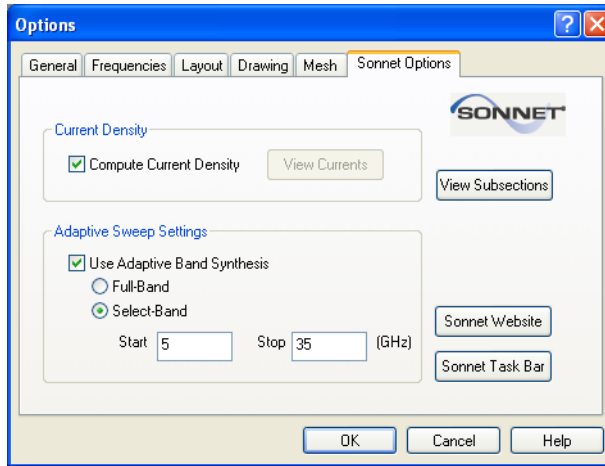 Options
General Frequencies Layout Drawing Mesh Sonnet Options
SONNET
Current Density
Compute Current Density View Currents
View Subsections
Adaptive Sweep Settings
Use Adaptive Band Synthesis
Full-Band
Select-Band
Start 5 Stop 35 (GHz)
Sonnet Website
Sonnet Task Bar
OK Cancel Help